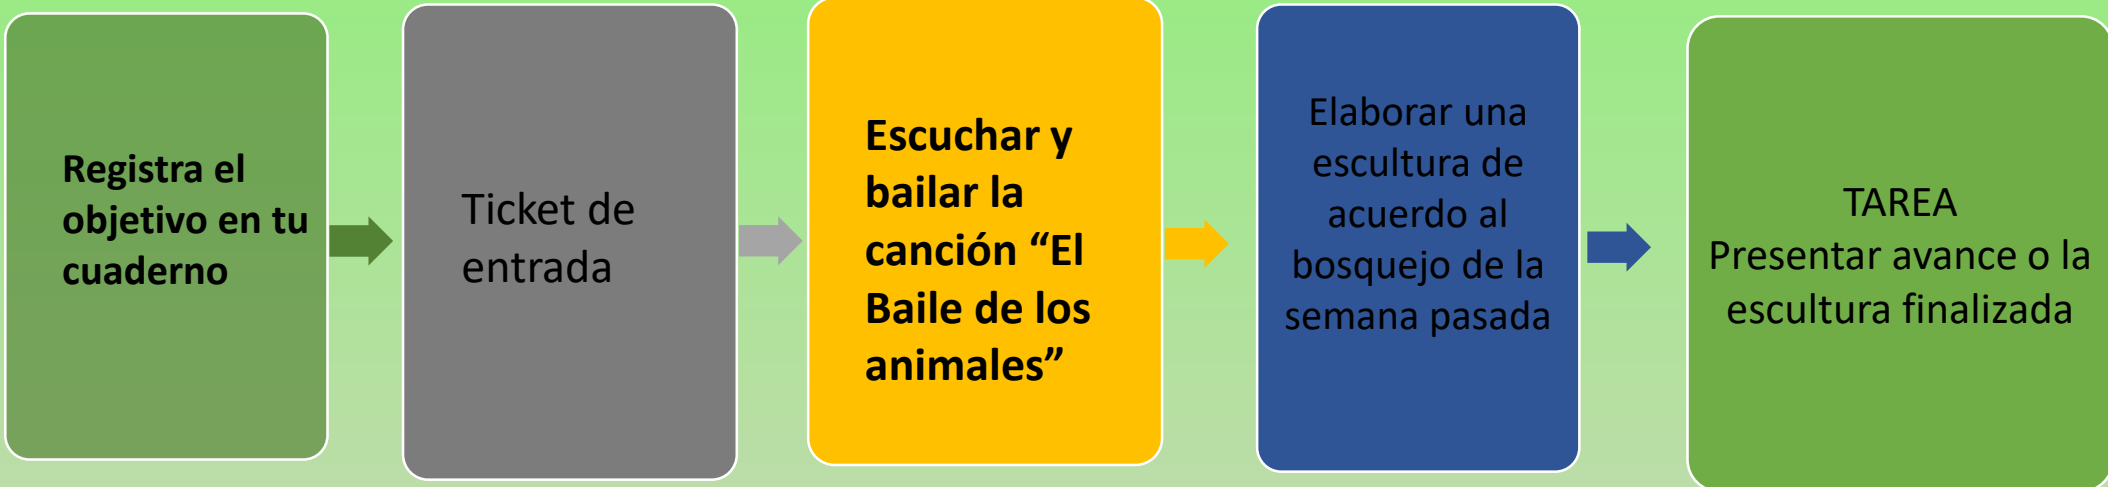 Registra el
objetivo en tu
cuaderno
Ticket de
entrada
Escuchar y
bailar la
canción “El
Baile de los
animales”
Elaborar una
escultura de
acuerdo al
bosquejo de la
semana pasada
TAREA
Presentar avance o la
escultura finalizada